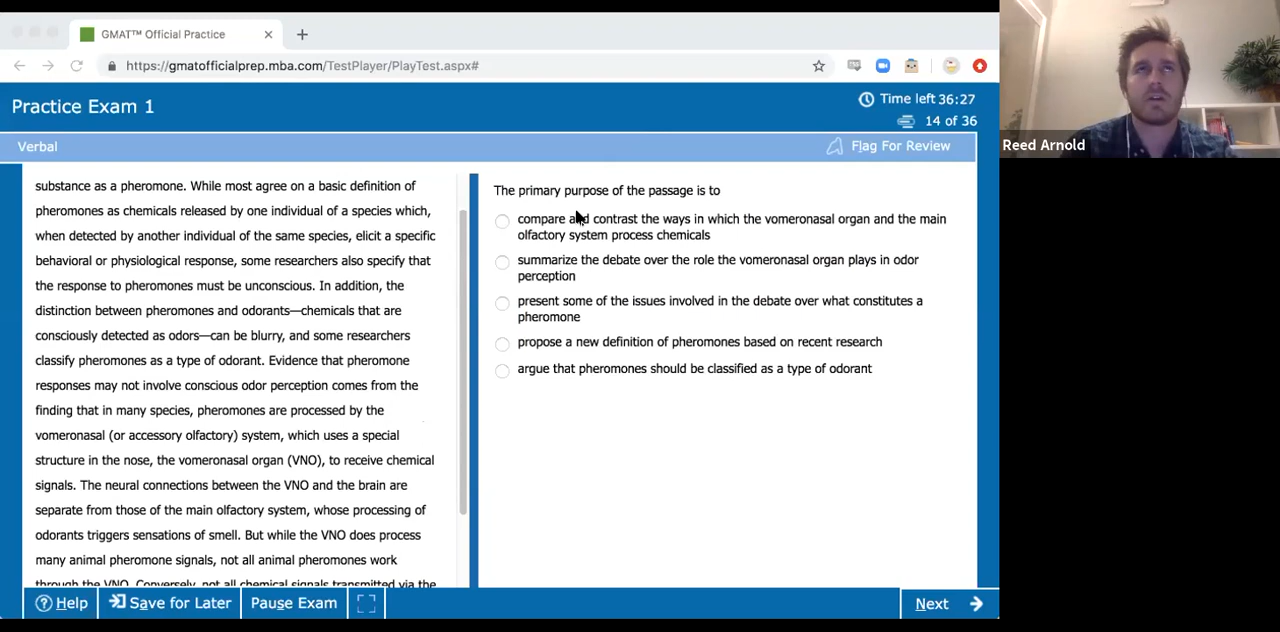 GMAT™ Official Practice
https://gmatofficialprep.mba.com/TestPlayer/PlayTest.aspx#
Practice Exam 1
Time left 36:27
14 of 36
Verbal
Flag For Review
Reed Arnold
substance as a pheromone. While most agree on a basic definition of
pheromones as chemicals released by one individual of a species which,
when detected by another individual of the same species, elicit a specific
behavioral or physiological response, some researchers also specify that
the response to pheromones must be unconscious. In addition, the
distinction between pheromones and odorants—chemicals that are
consciously detected as odors—can be blurry, and some researchers
classify pheromones as a type of odorant. Evidence that pheromone
responses may not involve conscious odor perception comes from the
finding that in many species, pheromones are processed by the
vomeronasal (or accessory olfactory) system, which uses a special
structure in the nose, the vomeronasal organ (VNO), to receive chemical
signals. The neural connections between the VNO and the brain are
separate from those of the main olfactory system, whose processing of
odorants triggers sensations of smell. But while the VNO does process
many animal pheromone signals, not all animal pheromones work
through the VNO. Conversely, not all chemical signals transmitted via the
The primary purpose of the passage is to
compare and contrast the ways in which the vomeronasal organ and the main
olfactory system process chemicals
summarize the debate over the role the vomeronasal organ plays in odor
perception
present some of the issues involved in the debate over what constitutes a
pheromone
propose a new definition of pheromones based on recent research
argue that pheromones should be classified as a type of odorant
Help
Save for Later
Pause Exam
Next